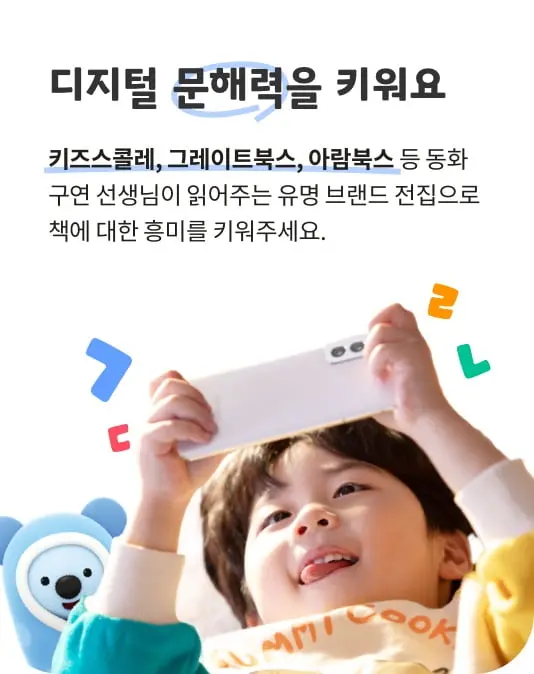 디지털 문해력을 키워요
키즈스콜레, 그레이트북스, 아람북스 등 동화
구연 선생님이 읽어주는 유명 브랜드 전집으로
책에 대한 흥미를 키워주세요.
ㄹ
ㄱ
ㄴ
ㄷ
UMMI COOK